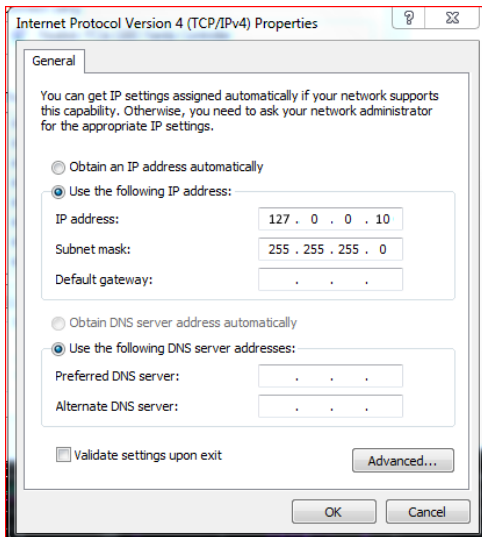 Internet Protocol Version 4 (TCP/IPv4) Properties
General
You can get IP settings assigned automatically if your network supports
this capability. Otherwise, you need to ask your network administrator
for the appropriate IP settings.
Obtain an IP address automatically
Use the following IP address:
IP address: 127 . 0 . 0 . 10
Subnet mask: 255 . 255 . 255 . 0
Default gateway: . . .
Obtain DNS server address automatically
Use the following DNS server addresses:
Preferred DNS server: . . .
Alternate DNS server: . . .
Validate settings upon exit
Advanced...
OK Cancel